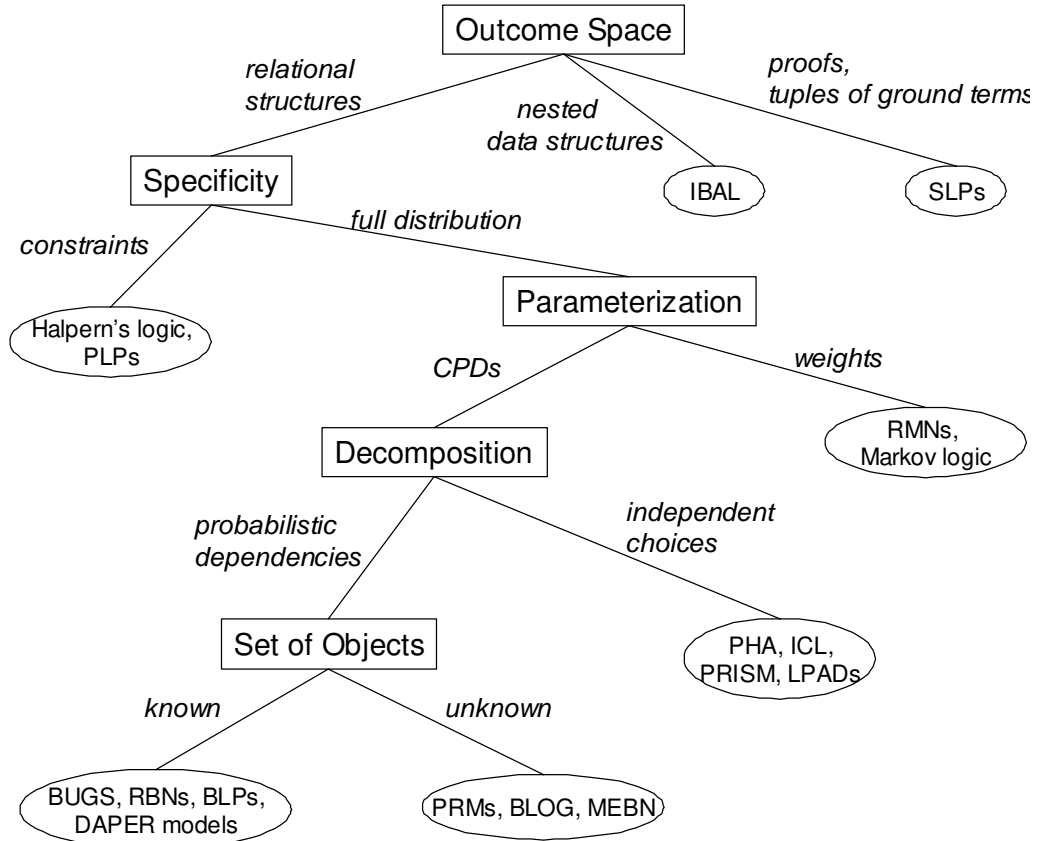 Outcome Space
relational
structures
nested
data structures
proofs,
tuples of ground terms
Specificity
IBAL
SLPs
constraints
full distribution
Halpern's logic,
PLPs
Parameterization
CPDs
weights
Decomposition
RMNs,
Markov logic
probabilistic
dependencies
independent
choices
Set of Objects
PHA, ICL,
PRISM, LPADs
known
unknown
BUGS, RBNs, BLPs,
DAPER models
PRMs, BLOG, MEBN